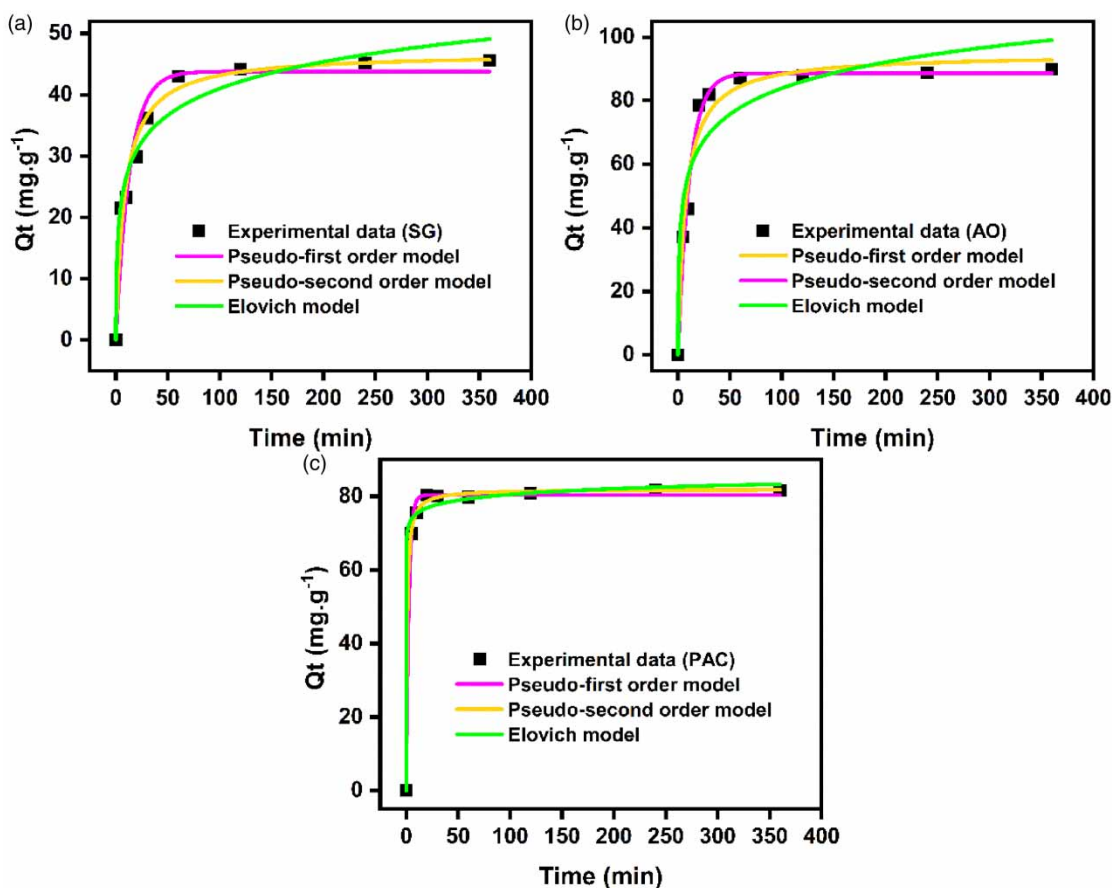 (a)
50
40
30
20
10
0
Qt (mg.g⁻¹)
Experimental data (SG)
Pseudo-first order model
Pseudo-second order model
Elovich model
0 50 100 150 200 250 300 350 400
Time (min)
(b)
100
80
60
40
20
0
Qt (mg.g⁻¹)
Experimental data (AO)
Pseudo-first order model
Pseudo-second order model
Elovich model
0 50 100 150 200 250 300 350 400
Time (min)
(c)
80
60
40
20
0
Qt (mg.g⁻¹)
Experimental data (PAC)
Pseudo-first order model
Pseudo-second order model
Elovich model
0 50 100 150 200 250 300 350 400
Time (min)